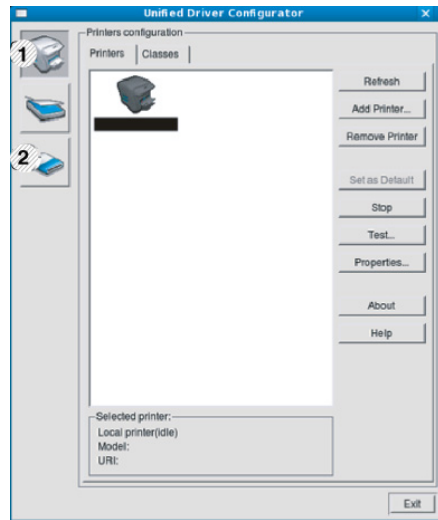 Unified Driver Configurator
1
2
Printers configuration
Printers
Classes
Refresh
Add Printer...
Remove Printer
Set as Default
Stop
Test...
Properties...
About
Help
Selected printer:
Local printer(idle)
Model:
URI:
Exit